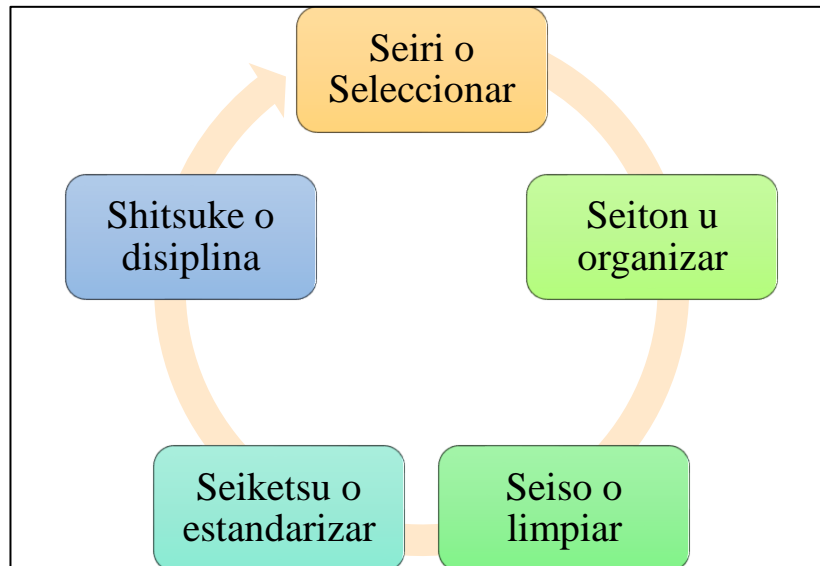 Seiri o
Seleccionar
Seiton u
organizar
Seiso o
limpiar
Seiketsu o
estandarizar
Shitsuke o
disiplina